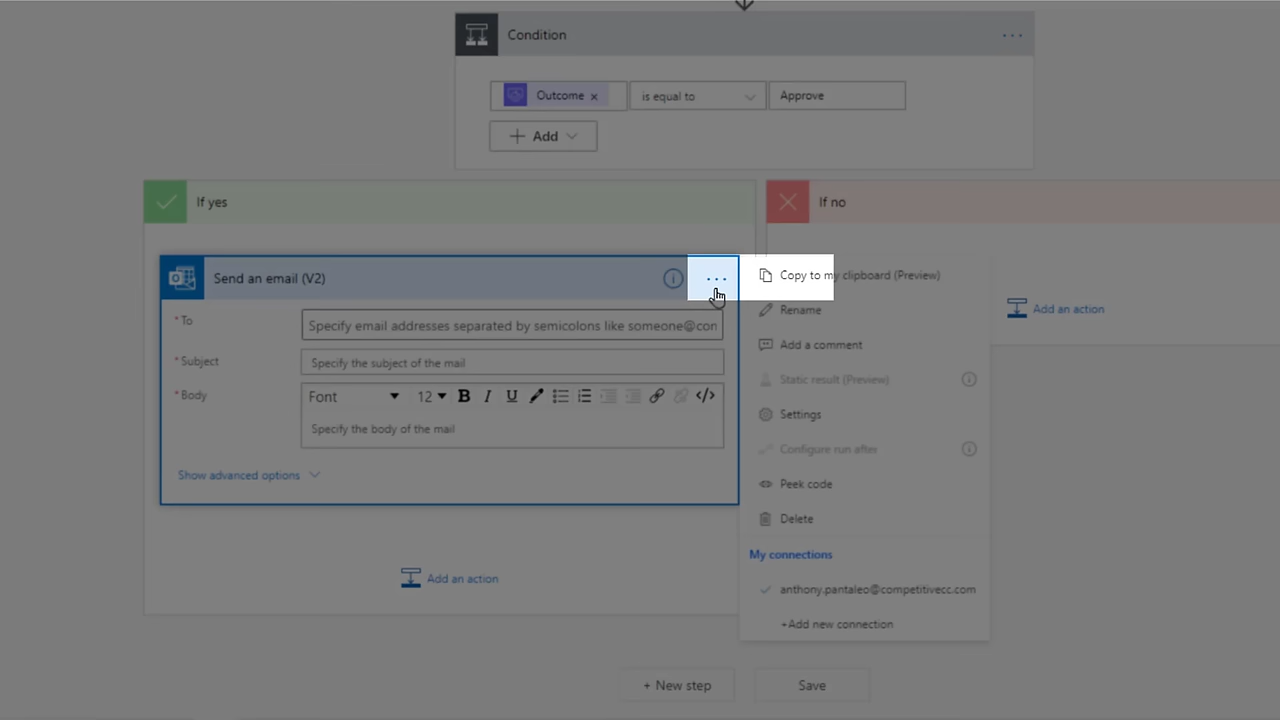 Condition
Outcome x is equal to Approve
+ Add
If yes
If no
Send an email (V2)
* To
Specify email addresses separated by semicolons like someone@con
* Subject
Specify the subject of the mail
* Body
Font 12 B I U </>
Specify the body of the mail
Show advanced options
Add an action
Copy to my clipboard (Preview)
Rename
Add a comment
Static result (Preview)
Settings
Configure run after
Peek code
Delete
My connections
anthony.pantaleo@competitivecc.com
+Add new connection
Add an action
+ New step
Save